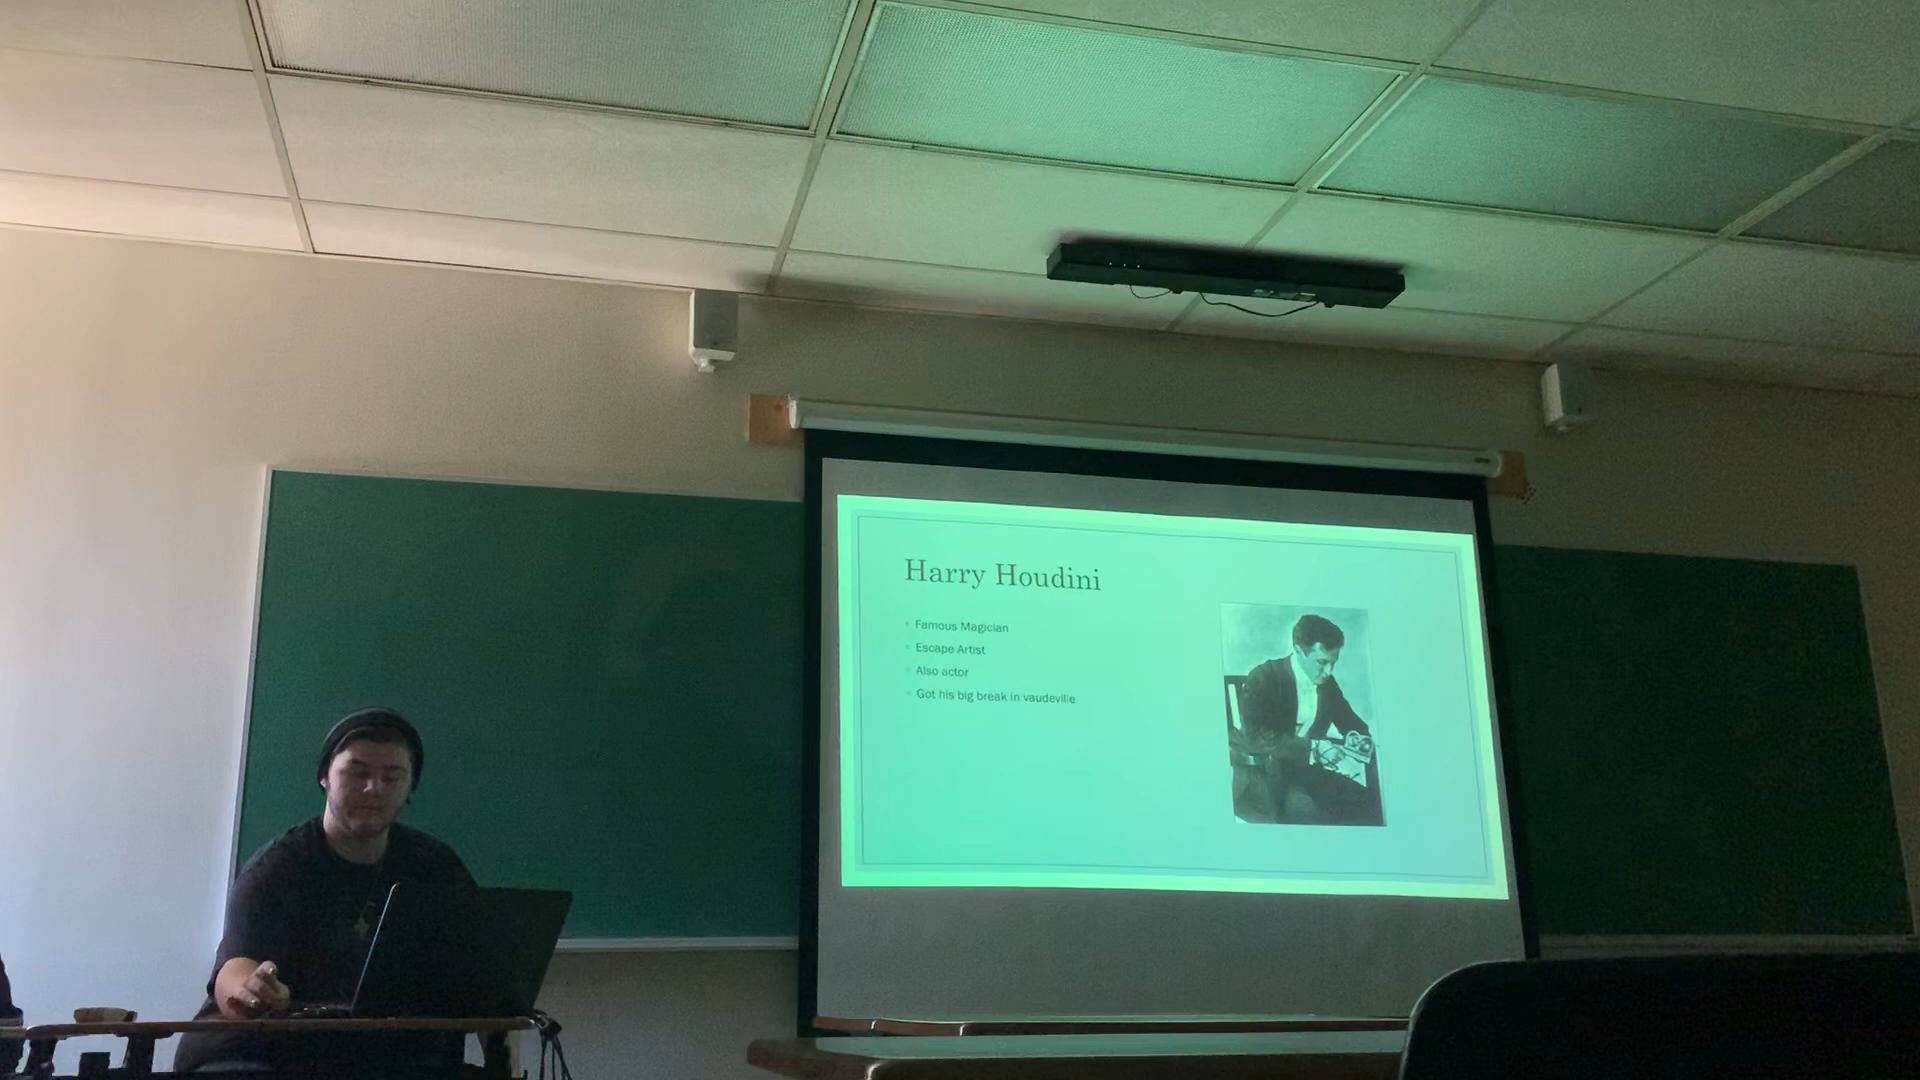 Harry Houdini
Famous Magician
Escape Artist
Also actor
Got his big break in vaudeville